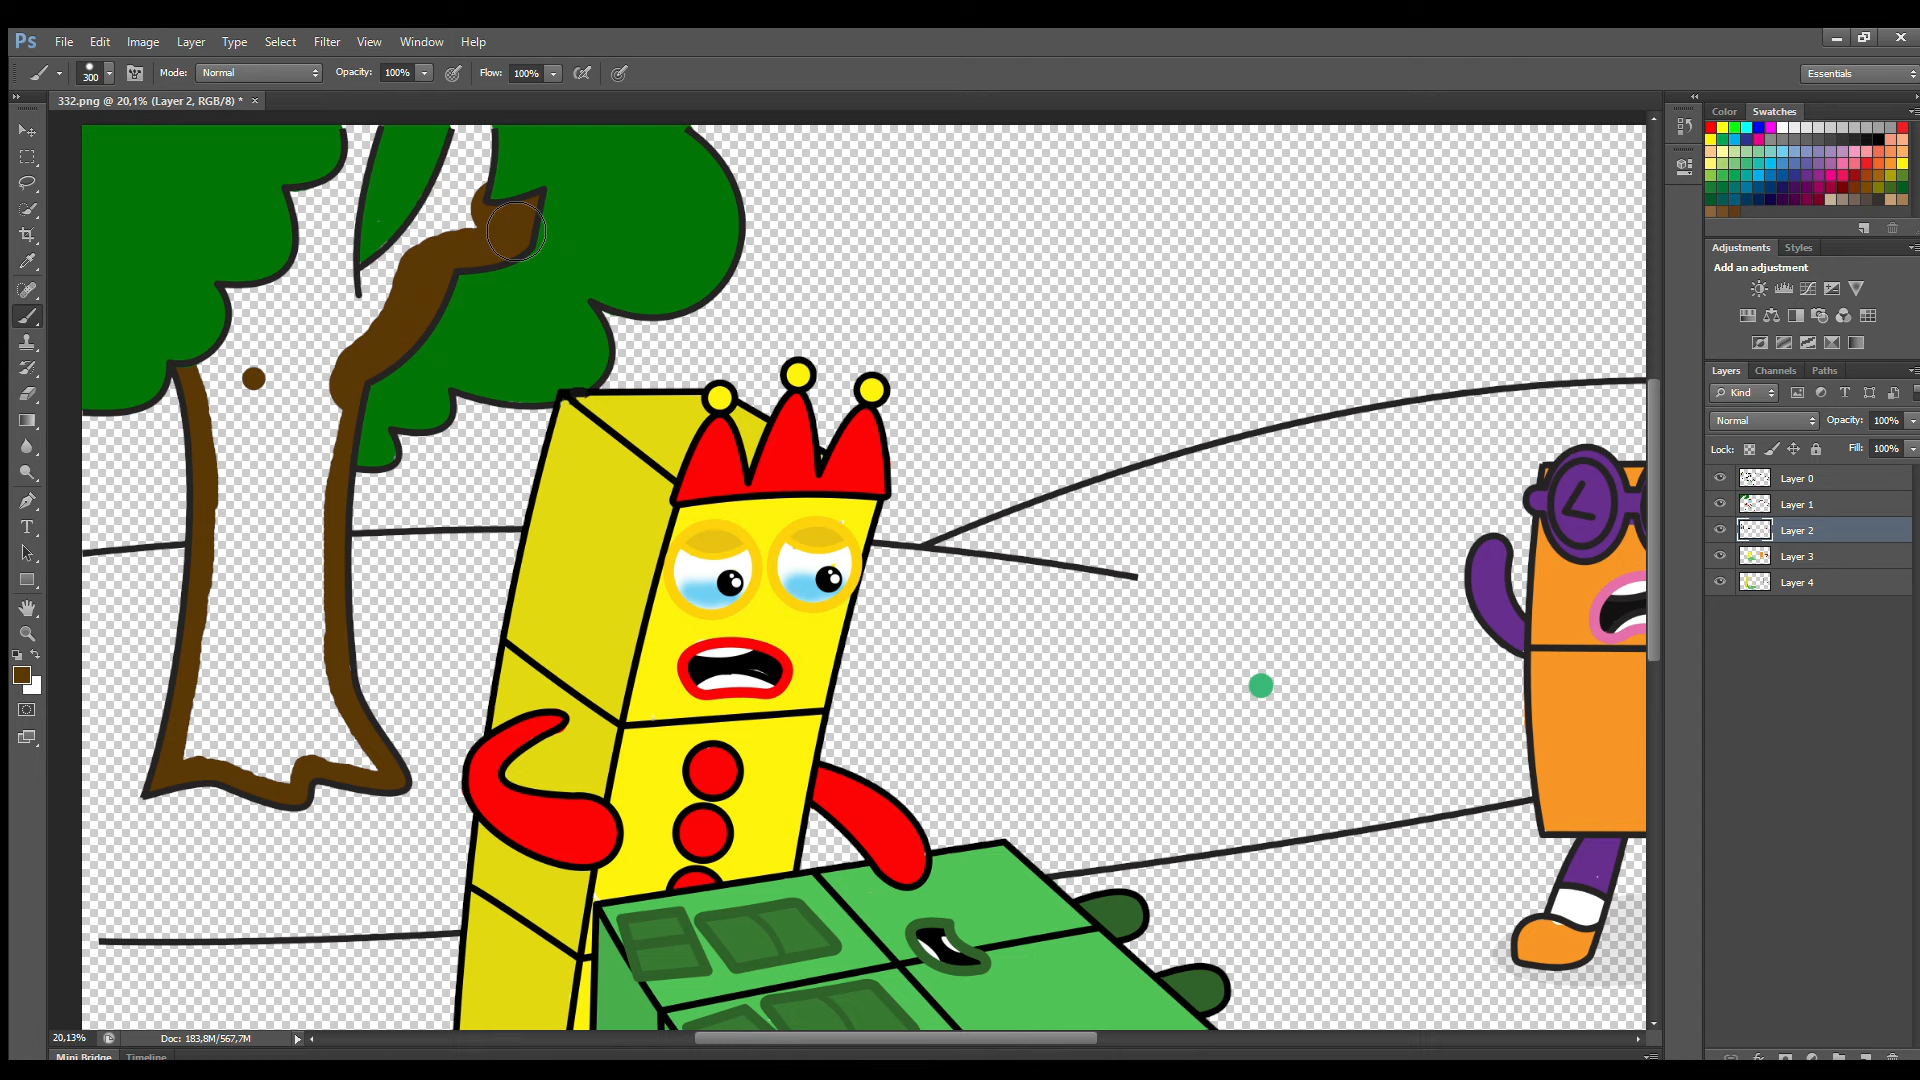 Ps File Edit Image Layer Type Select Filter View Window Help
300 Mode: Normal Opacity: 100% Flow: 100% Essentials
332.png @ 20,1% (Layer 2, RGB/8) * ×
Color Swatches
Adjustments Styles
Add an adjustment
Layers Channels Paths
Kind
Normal Opacity: 100%
Lock: Fill: 100%
Layer 0
Layer 1
Layer 2
Layer 3
Layer 4
20,13% Doc: 183,8M/567,7M
Mini Bridge Timeline